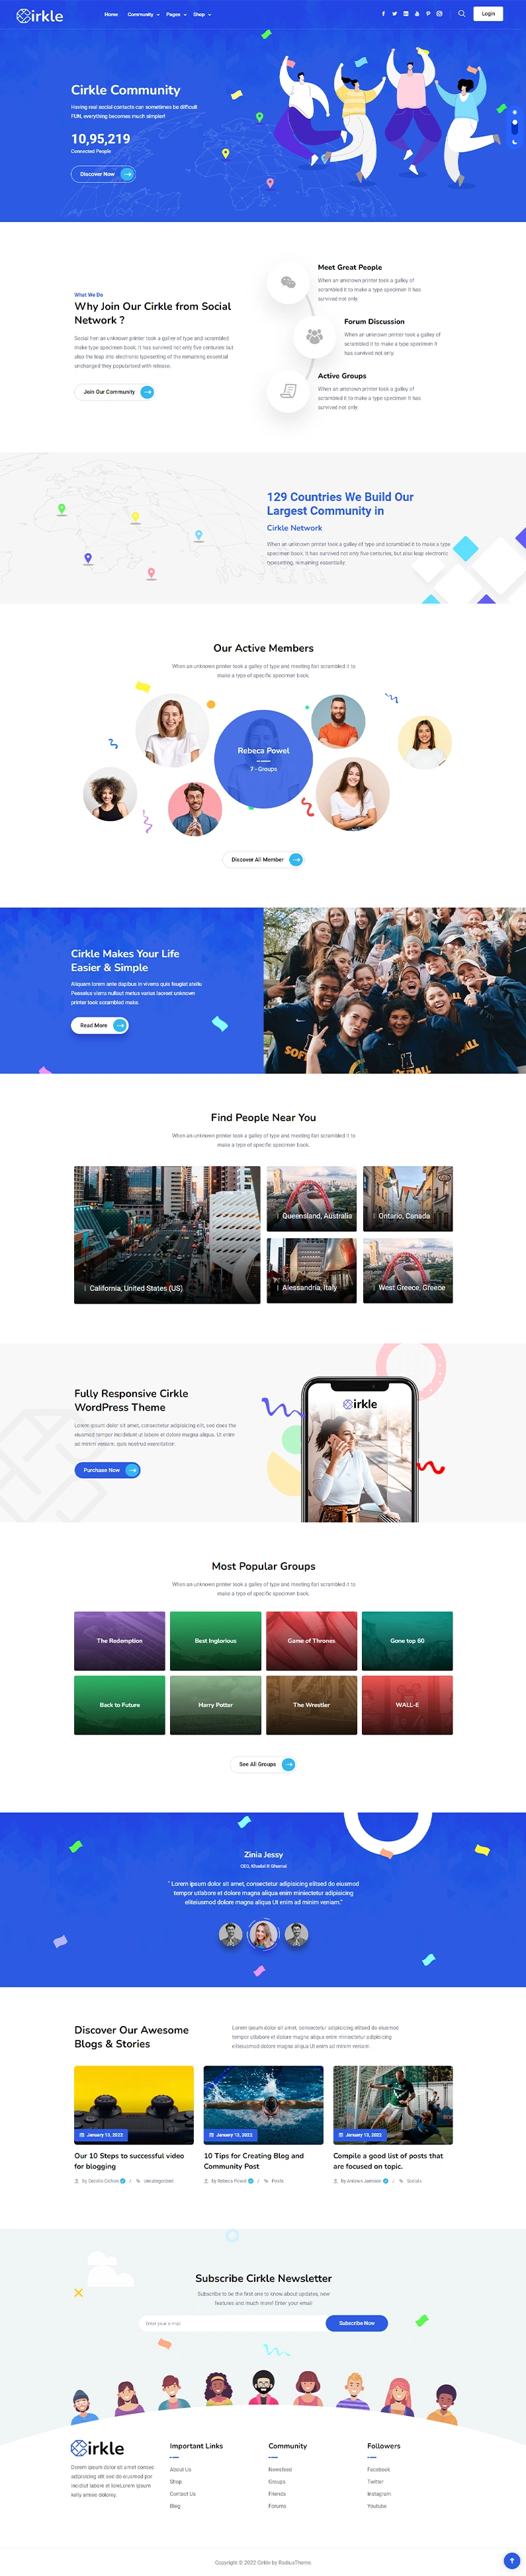 Cirkle
Home Community Pages Shop
Login
Cirkle Community
Having real social contacts can sometimes be difficult
FUN, everything becomes much simpler!
10,95,219
Connected People
Discover Now
What We Do
Why Join Our Cirkle from Social
Network ?
Social hen an unknown printer took a galley of type and scrambled
make type specimen book. It has survived not only five centuries but
also the leap into electronic typesetting of the remaining essential
unchanged they popularised with release.
Join Our Community
Meet Great People
When an unknown printer took a galley of
scrambled it to make a type specimen It has
survived not only.
Forum Discussion
When an unknown printer took a galley of
scrambled it to make a type specimen It
has survived not only.
Active Groups
When an unknown printer took a galley of
scrambled it to make a type specimen It has
survived not only.
129 Countries We Build Our
Largest Community in
Cirkle Network
When an unknown printer took a galley of type and scrambled it to make a type
specimen book. It has survived not only five centuries, but also leap electronic
typesetting, remaining essentially.
Our Active Members
When an unknown printer took a galley of type and meeting fari scrambled it to
make a type of specific specimen book.
Rebeca Powel
7 - Groups
Discover All Member
Cirkle Makes Your Life
Easier & Simple
Aliquam lorem ante dapibus in viverra quis feugiat atellu
Peaselus vierra nullaut metus varius laoreet unknown
printer took scrambled make.
Read More
Find People Near You
When an unknown printer took a galley of type and meeting fari scrambled it to
make a type of specific specimen book.
California, United States (US)
Queensland, Australia
Ontario, Canada
Alessandria, Italy
West Greece, Greece
Fully Responsive Cirkle
WordPress Theme
Lorem ipsum dolor sit amet, consectetur adipisicing elit, sed does the
eiusmod tempor incididunt ut labore et dolore magna aliqua. Ut enim
ad minim veniam, quis nostrud exercitation.
Purchase Now
Cirkle
Most Popular Groups
When an unknown printer took a galley of type and meeting fari scrambled it to
make a type of specific specimen book.
The Redemption
Best Inglorious
Game of Thrones
Gone top 60
Back to Future
Harry Potter
The Wrestler
WALL-E
See All Groups
Zinia Jessy
CEO, Khadal It Ghamai
" Lorem ipsum dolor sit amet, consectetur adipisicing elitsed do eiusmod
tempor utlabore et dolore magna aliqua enim miniectetur adipisicing
eliteiusmod dolore magna aliqua Ut enim ad minim veniam."
Discover Our Awesome
Blogs & Stories
Lorem ipsum dolor sit amet, consectetur adipisicing elitsed do eiusmod
tempor utlabore et dolore magna aliqua enim miniectetur adipisicing
eliteiusmod dolore magna aliqua Ut enim ad minim veniam.
January 13, 2022
Our 10 Steps to successful video
for blogging
by Cecilio Cichon / Uncategorized
January 13, 2022
10 Tips for Creating Blog and
Community Post
by Rebeca Powel / Posts
January 13, 2022
Compile a good list of posts that
are focused on topic.
by Antown Jaenson / Socials
Subscribe Cirkle Newsletter
Subscribe to be the first one to know about updates, new
features and much more! Enter your email
Enter your e-mail
Subscribe Now
Cirkle
Dorem ipsum dolor sit amet consec
adipisicing elit sed do eiusmod por
incidiut labore et loreLorem Ipsum
kelly amiee dolorey.
Important Links
About Us
Shop
Contact Us
Blog
Community
Newsfeed
Groups
Friends
Forums
Followers
Facebook
Twitter
Instagram
Youtube
Copyright © 2022 Cirkle by RadiusTheme.